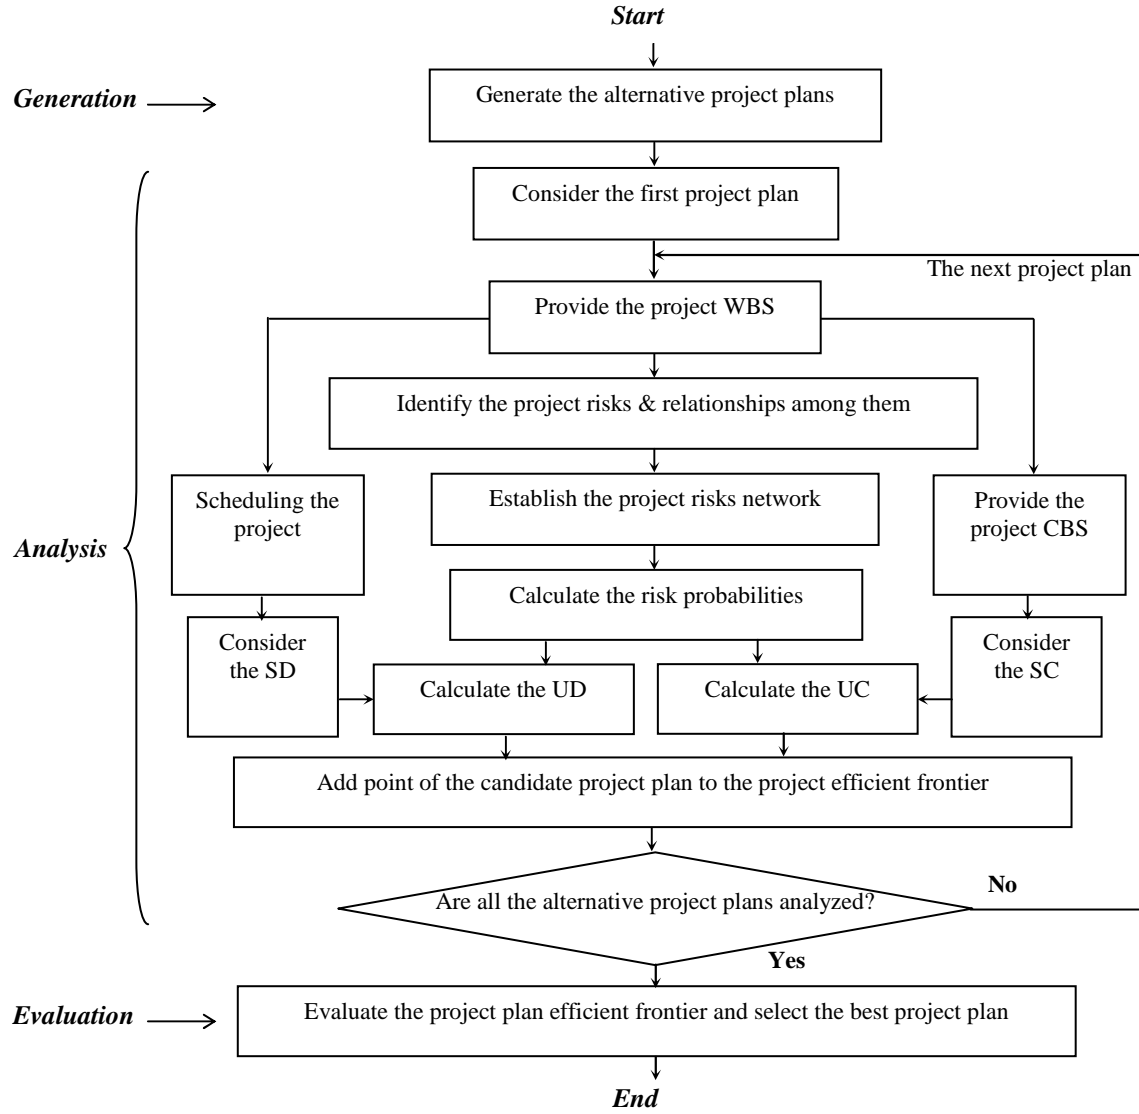 Start
Generation
Generate the alternative project plans
Consider the first project plan
The next project plan
Provide the project WBS
Identify the project risks & relationships among them
Scheduling the
project
Establish the project risks network
Provide the
project CBS
Analysis
Calculate the risk probabilities
Consider
the SD
Consider
the SC
Calculate the UD
Calculate the UC
Add point of the candidate project plan to the project efficient frontier
No
Are all the alternative project plans analyzed?
Yes
Evaluation
Evaluate the project plan efficient frontier and select the best project plan
End